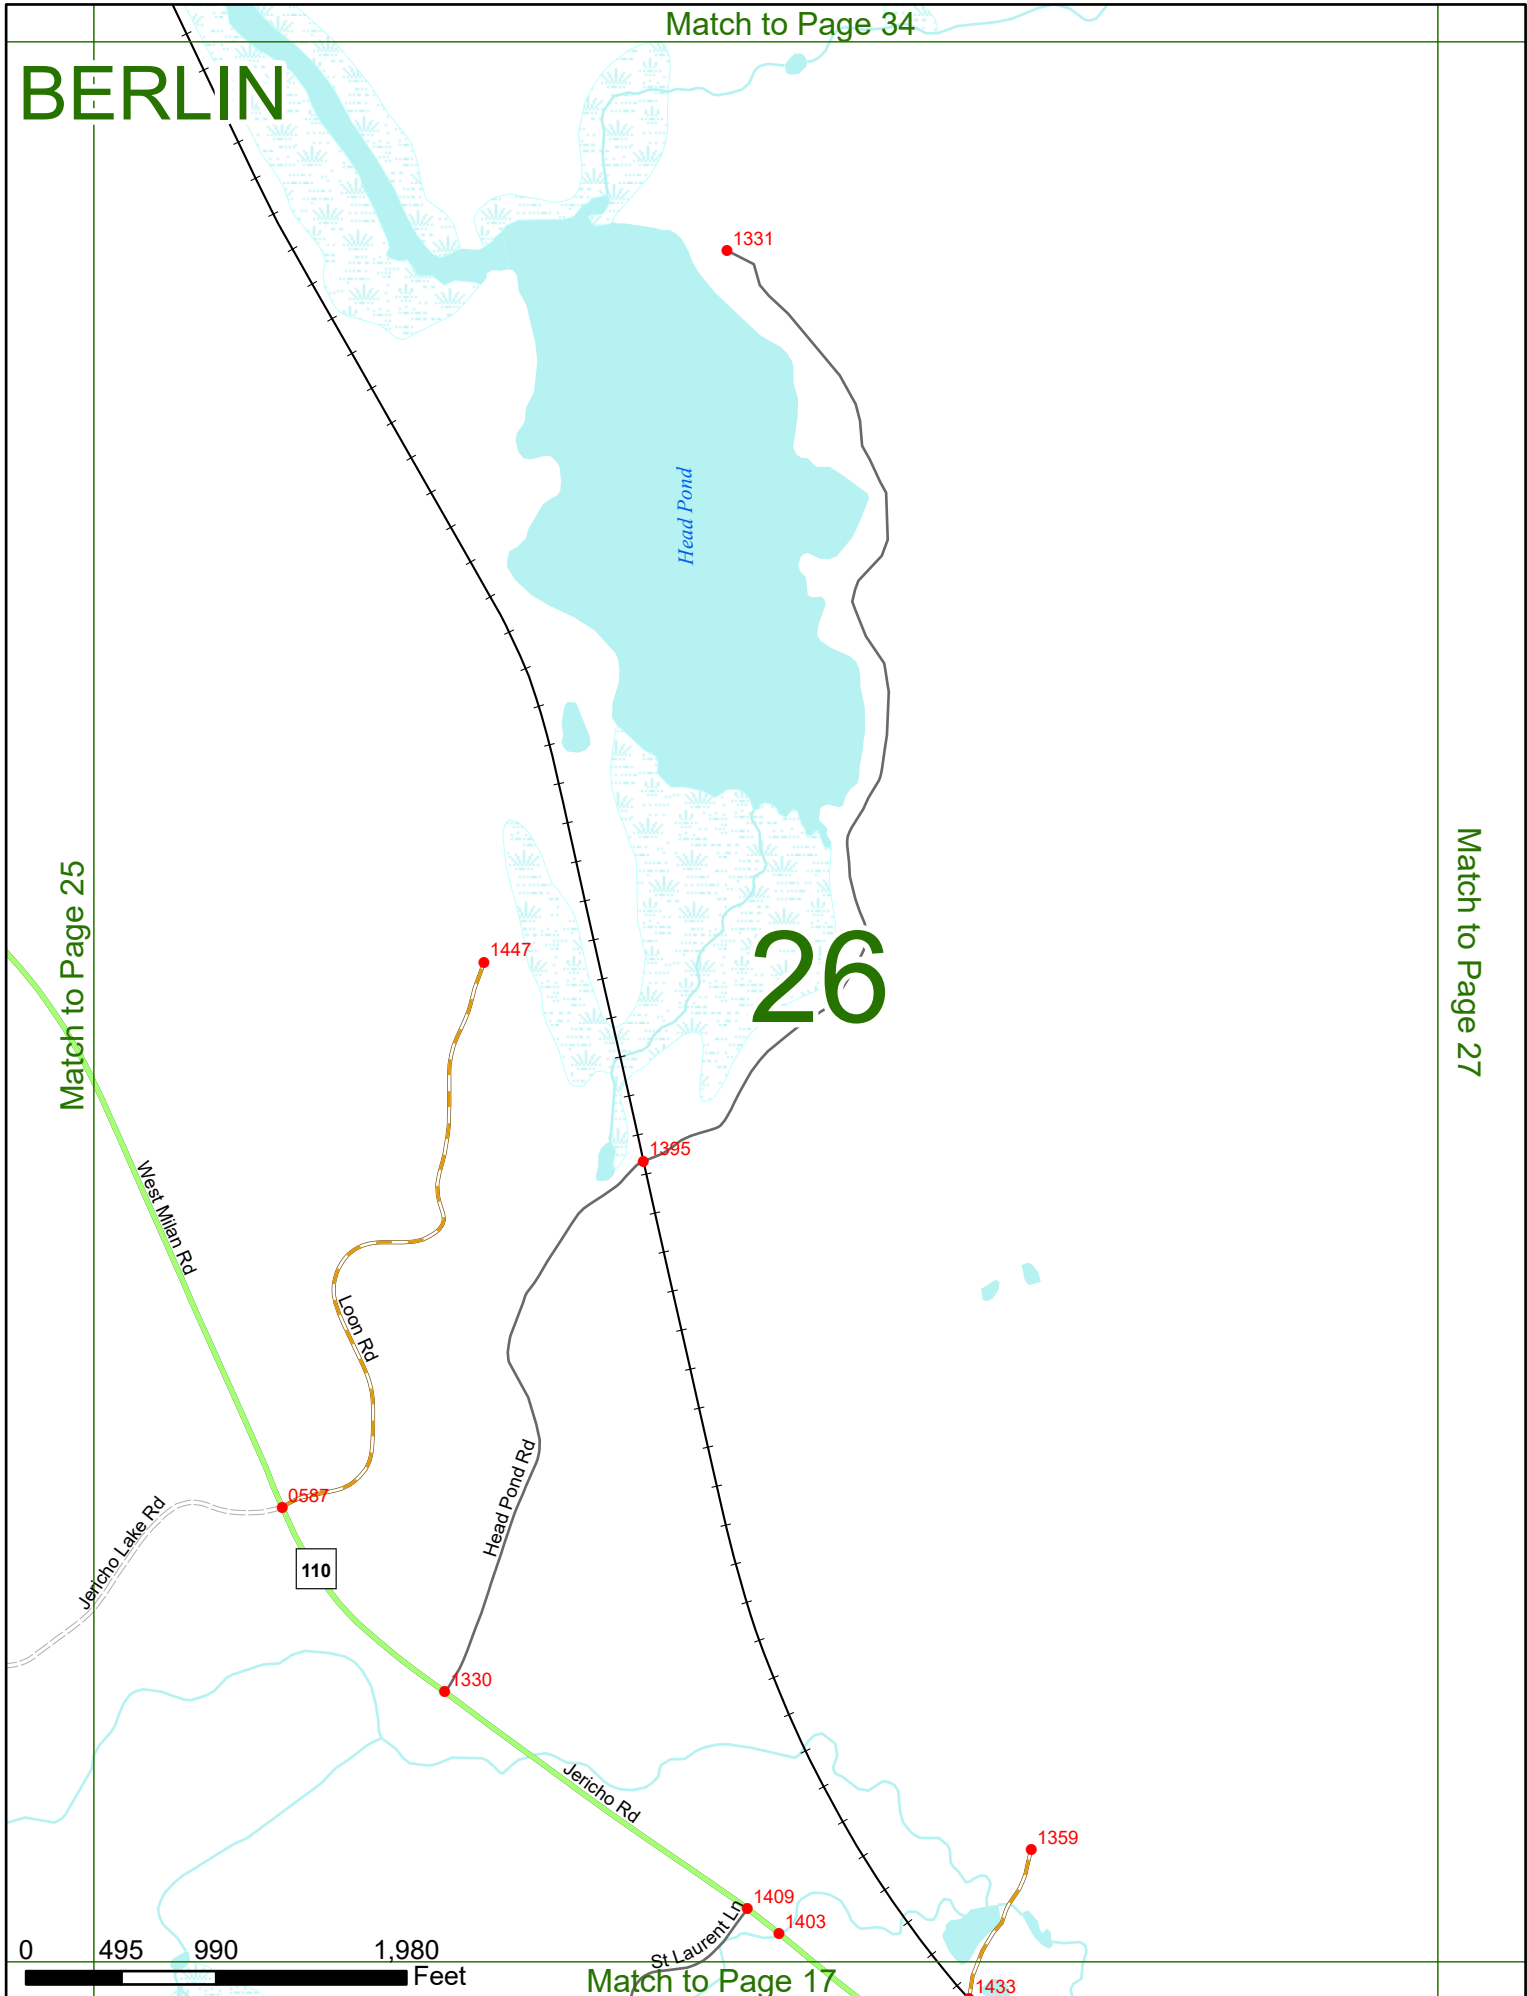 Match to Page 34
BERLIN
1331
Head Pond
Match to Page 25
Match to Page 27
26
1447
1395
West Milan Rd
Loon Rd
Head Pond Rd
0587
Jericho Lake Rd
110
1330
Jericho Rd
1359
1409
1403
St Laurent Ln
0 495 990 1,980
Feet
Match to Page 17
1433